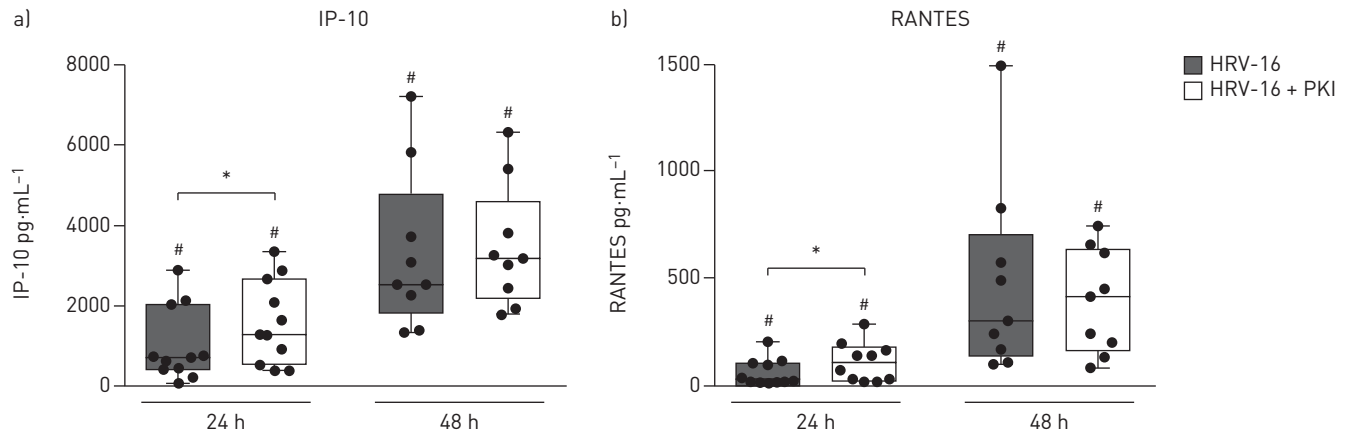 a) IP-10
8000
6000
4000
2000
0
IP-10 pg·mL⁻¹
# # # #
*
24 h 48 h
b) RANTES
1500
1000
500
0
RANTES pg·mL⁻¹
# # # #
*
24 h 48 h
HRV-16
HRV-16 + PKI